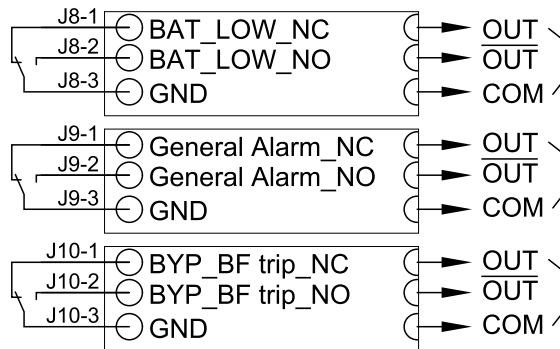 J8-1 BAT_LOW_NC OUT
J8-2 BAT_LOW_NO OUT
J8-3 GND COM
J9-1 General Alarm_NC OUT
J9-2 General Alarm_NO OUT
J9-3 GND COM
J10-1 BYP_BF trip_NC OUT
J10-2 BYP_BF trip_NO OUT
J10-3 GND COM